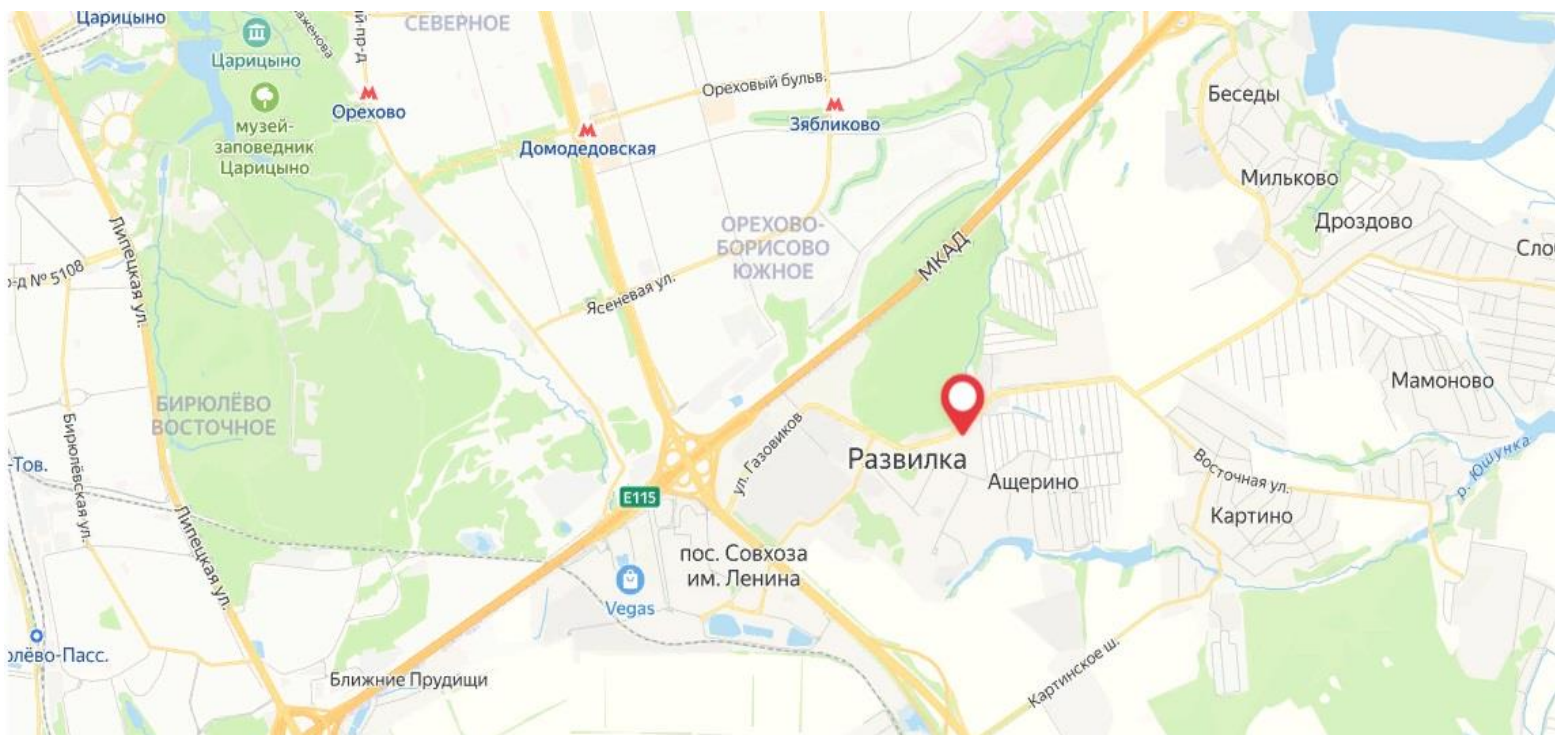 Царицыно
СЕВЕРНОЕ
Царицыно
Орехово
музей-
заповедник
Царицыно
Домодедовская
Ореховый бульв.
Зябликово
Беседы
Мильково
Дроздово
МКАД
ОРЕХОВО-
БОРИСОВО
ЮЖНОЕ
Ясеневая ул.
Липецкая ул.
БИРЮЛЁВО
ВОСТОЧНОЕ
Бирюлёвская ул.
-Тов.
Липецкая ул.
E115
ул. Газовиков
Развилка
Ащерино
Мамоново
Восточная ул.
р. Юшунка
Картино
пос. Совхоза
им. Ленина
Vegas
Картинское ш.
Ближние Прудищи